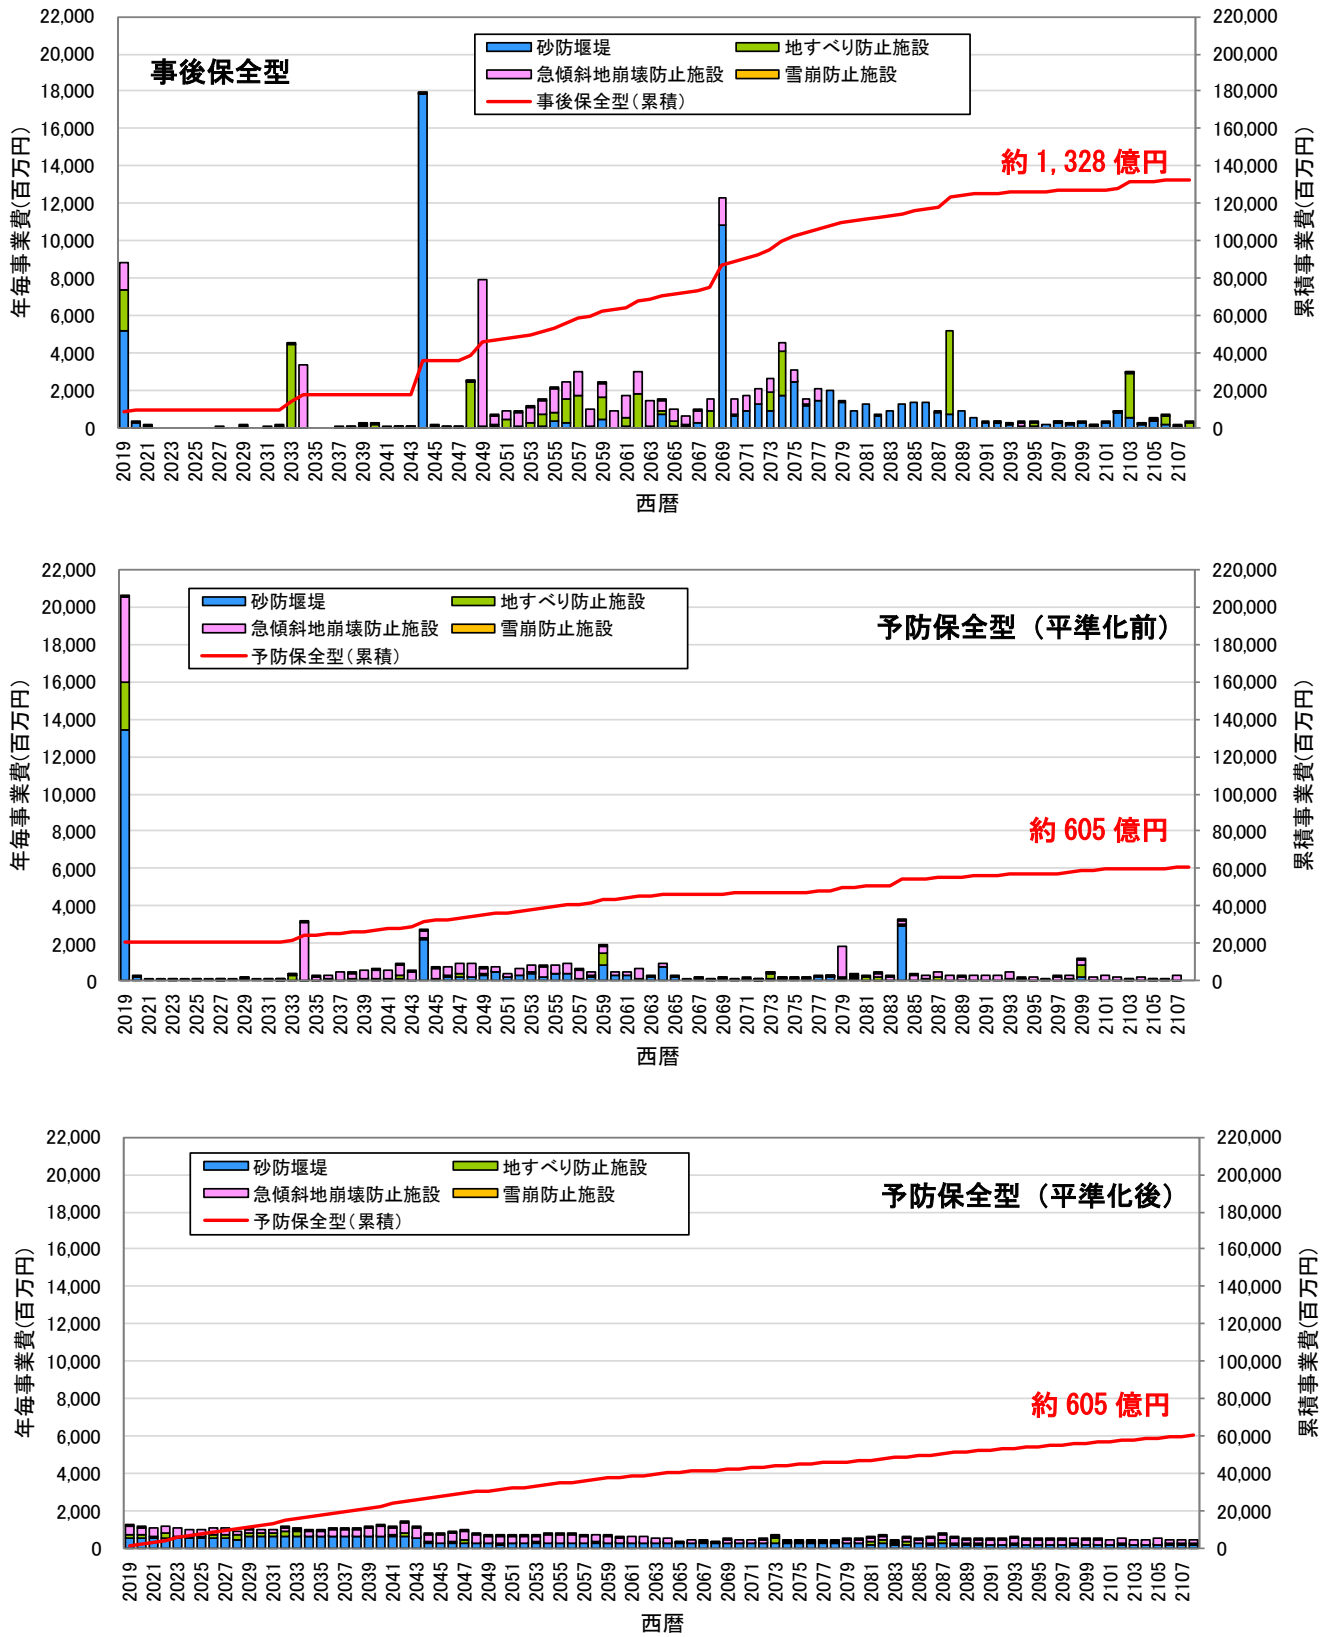 事後保全型
砂防堰堤
地すべり防止施設
急傾斜地崩壊防止施設
雪崩防止施設
事後保全型(累積)
約 1,328 億円
年毎事業費(百万円)
22,000
20,000
18,000
16,000
14,000
12,000
10,000
8,000
6,000
4,000
2,000
0
累積事業費(百万円)
220,000
200,000
180,000
160,000
140,000
120,000
100,000
80,000
60,000
40,000
20,000
0
2019 2021 2023 2025 2027 2029 2031 2033 2035 2037 2039 2041 2043 2045 2047 2049 2051 2053 2055 2057 2059 2061 2063 2065 2067 2069 2071 2073 2075 2077 2079 2081 2083 2085 2087 2089 2091 2093 2095 2097 2099 2101 2103 2105 2107
西暦
予防保全型(平準化前)
砂防堰堤
地すべり防止施設
急傾斜地崩壊防止施設
雪崩防止施設
予防保全型(累積)
約 605 億円
年毎事業費(百万円)
22,000
20,000
18,000
16,000
14,000
12,000
10,000
8,000
6,000
4,000
2,000
0
累積事業費(百万円)
220,000
200,000
180,000
160,000
140,000
120,000
100,000
80,000
60,000
40,000
20,000
0
2019 2021 2023 2025 2027 2029 2031 2033 2035 2037 2039 2041 2043 2045 2047 2049 2051 2053 2055 2057 2059 2061 2063 2065 2067 2069 2071 2073 2075 2077 2079 2081 2083 2085 2087 2089 2091 2093 2095 2097 2099 2101 2103 2105 2107
西暦
予防保全型(平準化後)
砂防堰堤
地すべり防止施設
急傾斜地崩壊防止施設
雪崩防止施設
予防保全型(累積)
約 605 億円
年毎事業費(百万円)
22,000
20,000
18,000
16,000
14,000
12,000
10,000
8,000
6,000
4,000
2,000
0
累積事業費(百万円)
220,000
200,000
180,000
160,000
140,000
120,000
100,000
80,000
60,000
40,000
20,000
0
2019 2021 2023 2025 2027 2029 2031 2033 2035 2037 2039 2041 2043 2045 2047 2049 2051 2053 2055 2057 2059 2061 2063 2065 2067 2069 2071 2073 2075 2077 2079 2081 2083 2085 2087 2089 2091 2093 2095 2097 2099 2101 2103 2105 2107
西暦